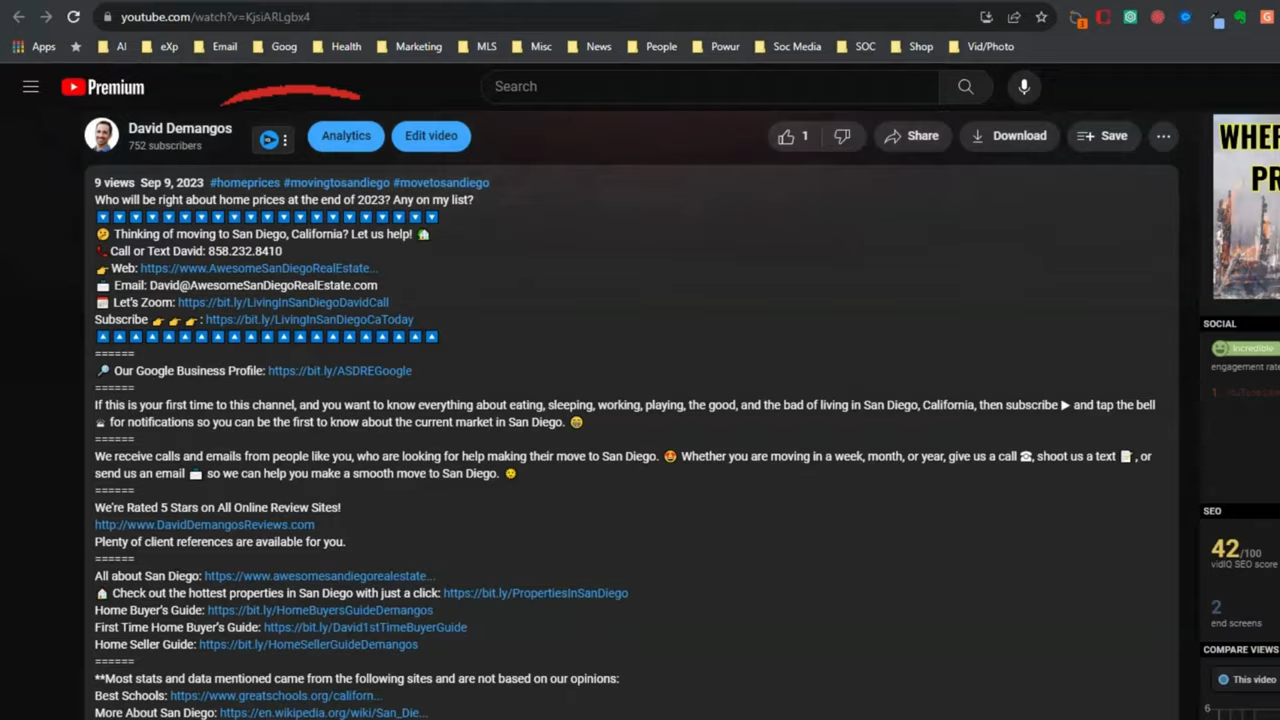 youtube.com/watch?v=KjsiARLgbx4
Apps AI eXp Email Goog Health Marketing MLS Misc News People Powur Soc Media SOC Shop Vid/Photo
Premium
Search
David Demangos
752 subscribers
Analytics
Edit video
1
Share
Download
Save
WHER
PR
9 views Sep 9, 2023 #homeprices #movingtosandiego #movetosandiego
Who will be right about home prices at the end of 2023? Any on my list?
🤔 Thinking of moving to San Diego, California? Let us help! 🏡
📞 Call or Text David: 858.232.8410
👉 Web: https://www.AwesomeSanDiegoRealEstate...
📩 Email: David@AwesomeSanDiegoRealEstate.com
📅 Let's Zoom: https://bit.ly/LivingInSanDiegoDavidCall
Subscribe 👉 👉 👉 : https://bit.ly/LivingInSanDiegoCaToday
======
🔎 Our Google Business Profile: https://bit.ly/ASDREGoogle
======
If this is your first time to this channel, and you want to know everything about eating, sleeping, working, playing, the good, and the bad of living in San Diego, California, then subscribe ▶ and tap the bell
🛎 for notifications so you can be the first to know about the current market in San Diego. 😁
======
We receive calls and emails from people like you, who are looking for help making their move to San Diego. 😍 Whether you are moving in a week, month, or year, give us a call ☎, shoot us a text 📝 , or
send us an email 📩 so we can help you make a smooth move to San Diego. 🙂
======
We're Rated 5 Stars on All Online Review Sites!
http://www.DavidDemangosReviews.com
Plenty of client references are available for you.
======
All about San Diego: https://www.awesomesandiegorealestate...
🏠 Check out the hottest properties in San Diego with just a click: https://bit.ly/PropertiesInSanDiego
Home Buyer's Guide: https://bit.ly/HomeBuyersGuideDemangos
First Time Home Buyer's Guide: https://bit.ly/David1stTimeBuyerGuide
Home Seller Guide: https://bit.ly/HomeSellerGuideDemangos
======
**Most stats and data mentioned came from the following sites and are not based on our opinions:
Best Schools: https://www.greatschools.org/californ...
More About San Diego: https://en.wikipedia.org/wiki/San_Die...
SOCIAL
Incredible
engagement rate
1
SEO
42/100
vidIQ SEO score
2
end screens
COMPARE VIEWS
This video
6